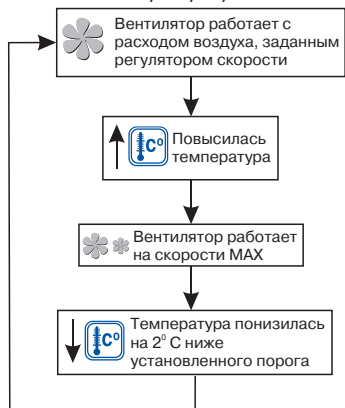 Вентилятор работает с
расходом воздуха, заданным
регулятором скорости
C°
Повысилась
температура
Вентилятор работает
на скорости MAX
C°
Температура понизилась
на 2° C ниже
установленного порога